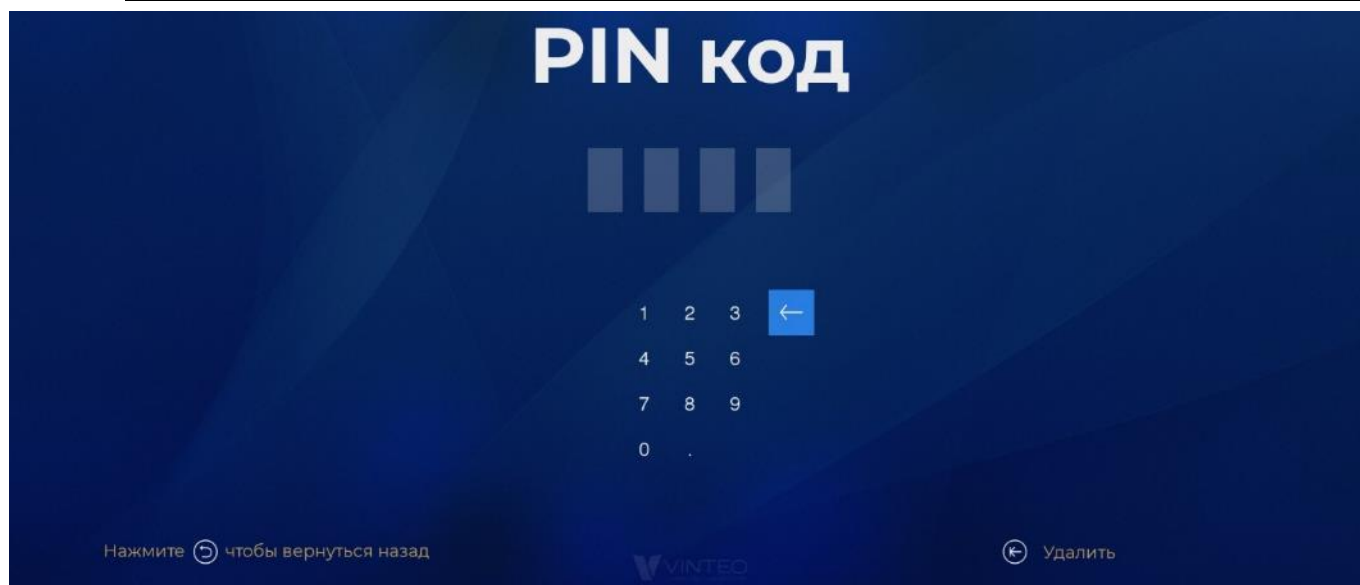 PIN код
1 2 3
4 5 6
7 8 9
0 .
Нажмите чтобы вернуться назад
VINTEO
Удалить